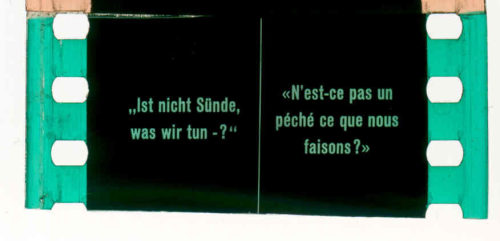 „Ist nicht Sünde,
was wir tun -?“
«N'est-ce pas un
péché ce que nous
faisons?»